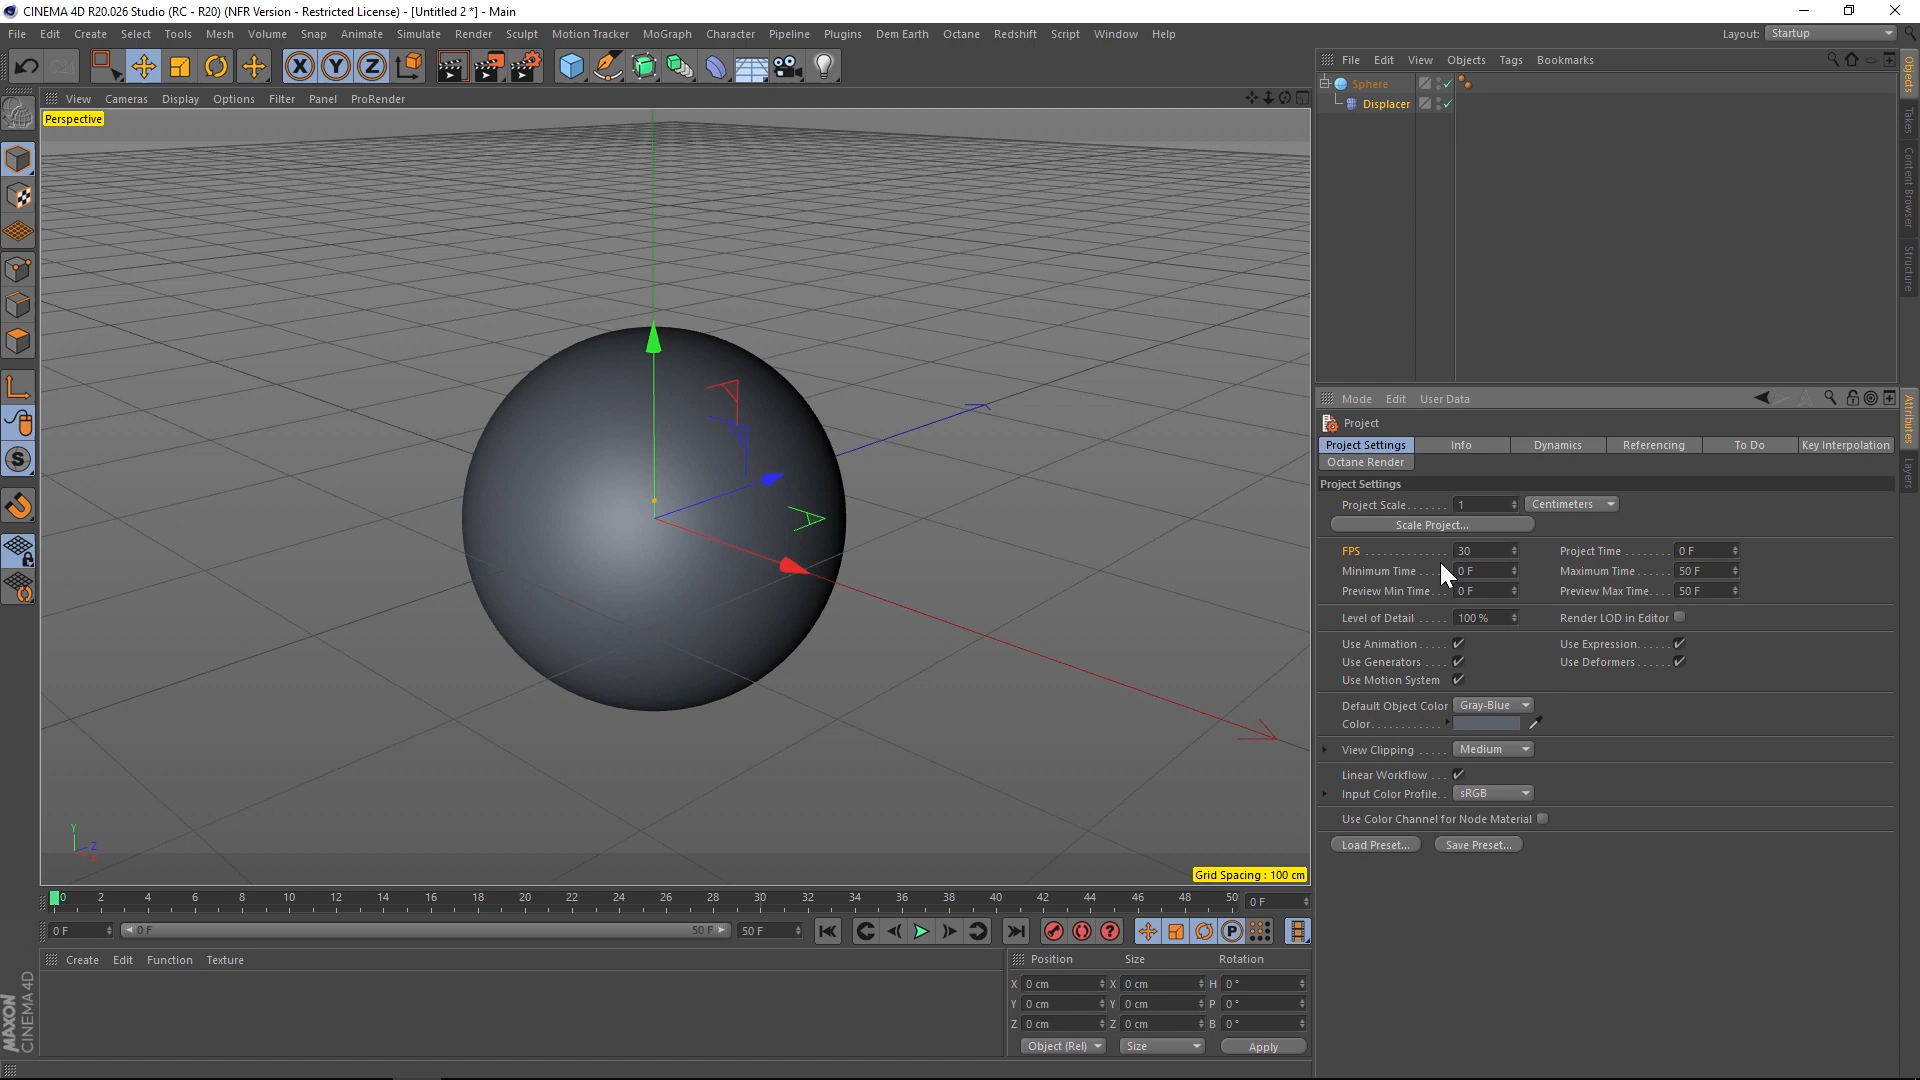 CINEMA 4D R20.026 Studio (RC - R20) (NFR Version - Restricted License) - [Untitled 2 *] - Main
File Edit Create Select Tools Mesh Volume Snap Animate Simulate Render Sculpt Motion Tracker MoGraph Character Pipeline Plugins Dem Earth Octane Redshift Script Window Help
Layout: Startup
X Y Z
File Edit View Objects Tags Bookmarks
Sphere
Displacer
View Cameras Display Options Filter Panel ProRender
Perspective
Y
Z
X
Grid Spacing : 100 cm
Objects
Takes
Content Browser
Structure
Attributes
Layers
Mode Edit User Data
Project
Project Settings Info Dynamics Referencing To Do Key Interpolation
Octane Render
Project Settings
Project Scale....... 1 Centimeters
Scale Project...
FPS ............. 30 Project Time ........ 0 F
Minimum Time .... 0 F Maximum Time...... 50 F
Preview Min Time... 0 F Preview Max Time.... 50 F
Level of Detail ..... 100 % Render LOD in Editor
Use Animation .... Use Expression......
Use Generators .... Use Deformers......
Use Motion System
Default Object Color Gray-Blue
Color............
View Clipping ..... Medium
Linear Workflow ...
Input Color Profile.. sRGB
Use Color Channel for Node Material
Load Preset... Save Preset...
0 2 4 6 8 10 12 14 16 18 20 22 24 26 28 30 32 34 36 38 40 42 44 46 48 50 0 F
0 F 0 F 50 F 50 F
P
Create Edit Function Texture
Position Size Rotation
X 0 cm X 0 cm H 0 °
Y 0 cm Y 0 cm P 0 °
Z 0 cm Z 0 cm B 0 °
Object (Rel) Size Apply
MAXON
CINEMA 4D